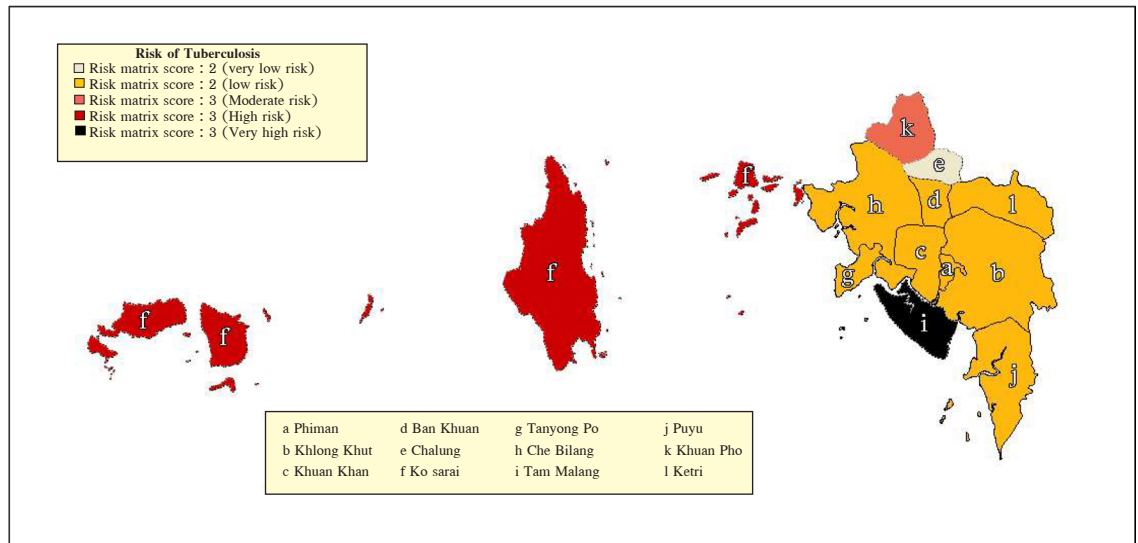 Risk of Tuberculosis
Risk matrix score : 2 (very low risk)
Risk matrix score : 2 (low risk)
Risk matrix score : 3 (Moderate risk)
Risk matrix score : 3 (High risk)
Risk matrix score : 3 (Very high risk)
k
e
f
d
l
h
c
a
b
f
g
f
f
i
j
a Phiman d Ban Khuan g Tanyong Po j Puyu
b Khlong Khut e Chalung h Che Bilang k Khuan Pho
c Khuan Khan f Ko sarai i Tam Malang l Ketri